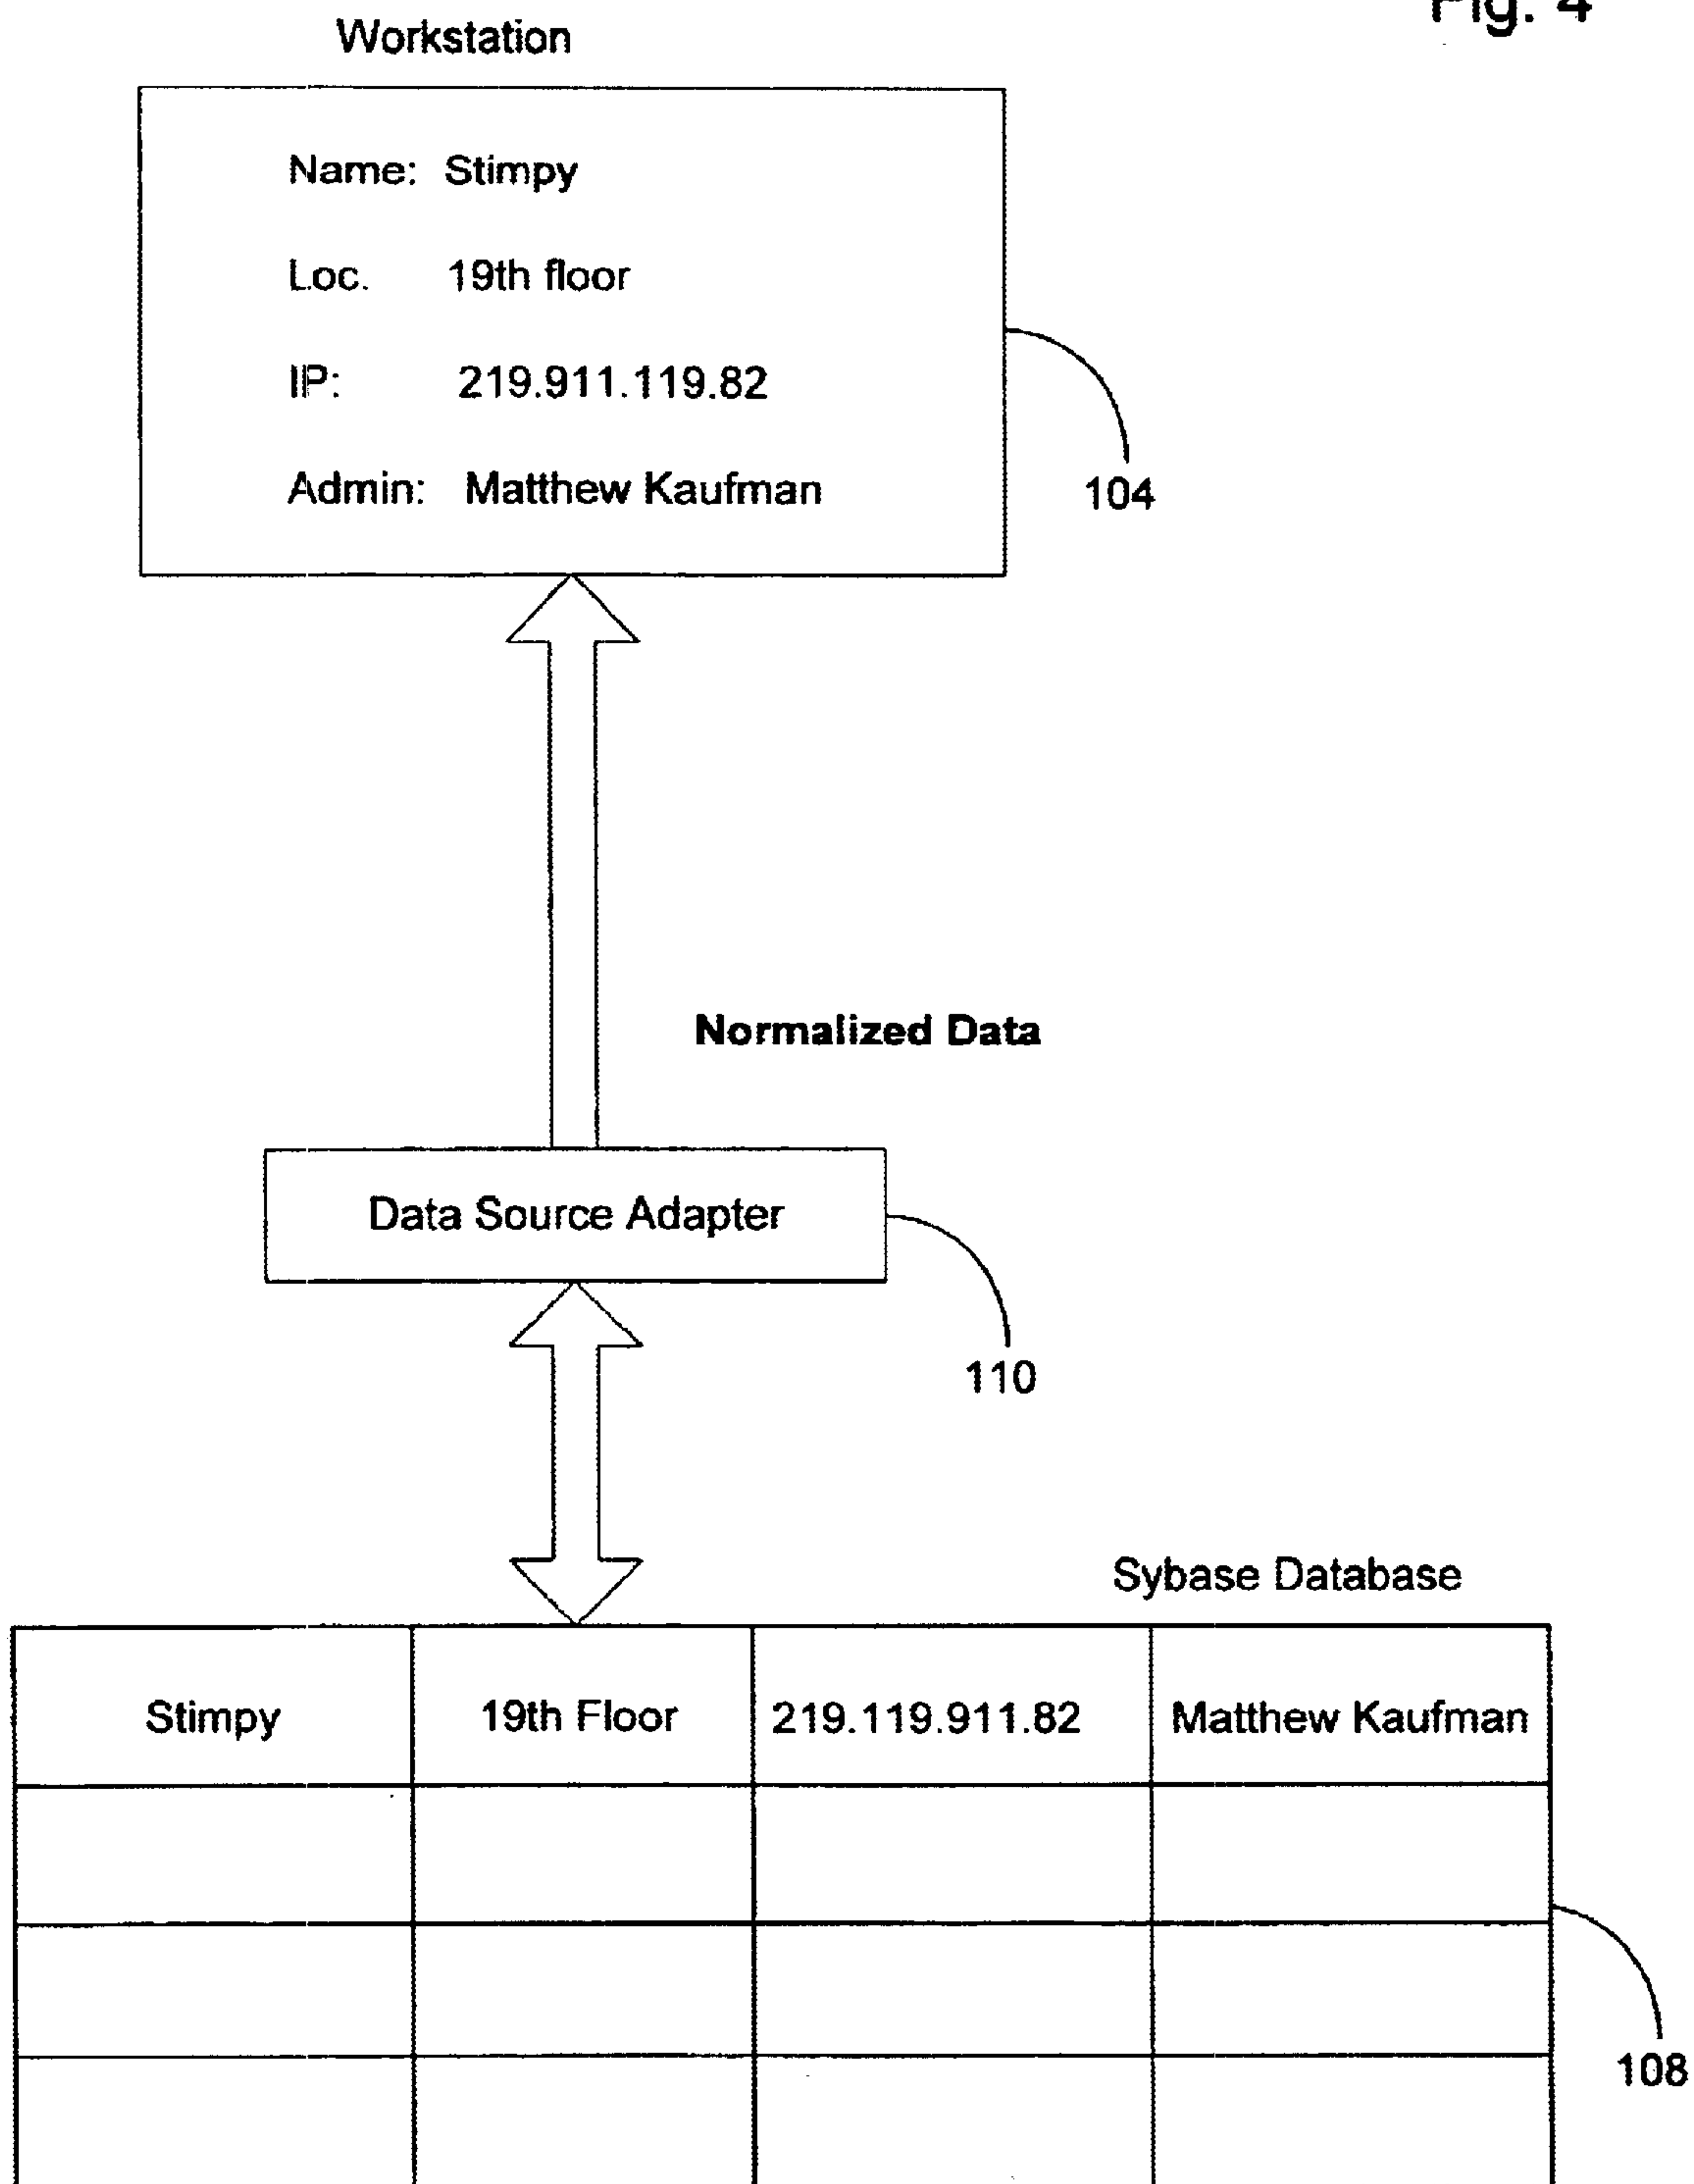 Fig. 4
Workstation
Name: Stimpy
Loc. 19th floor
IP: 219.911.119.82
Admin: Matthew Kaufman
104
Normalized Data
Data Source Adapter
110
Sybase Database
Stimpy 19th Floor 219.119.911.82 Matthew Kaufman
108